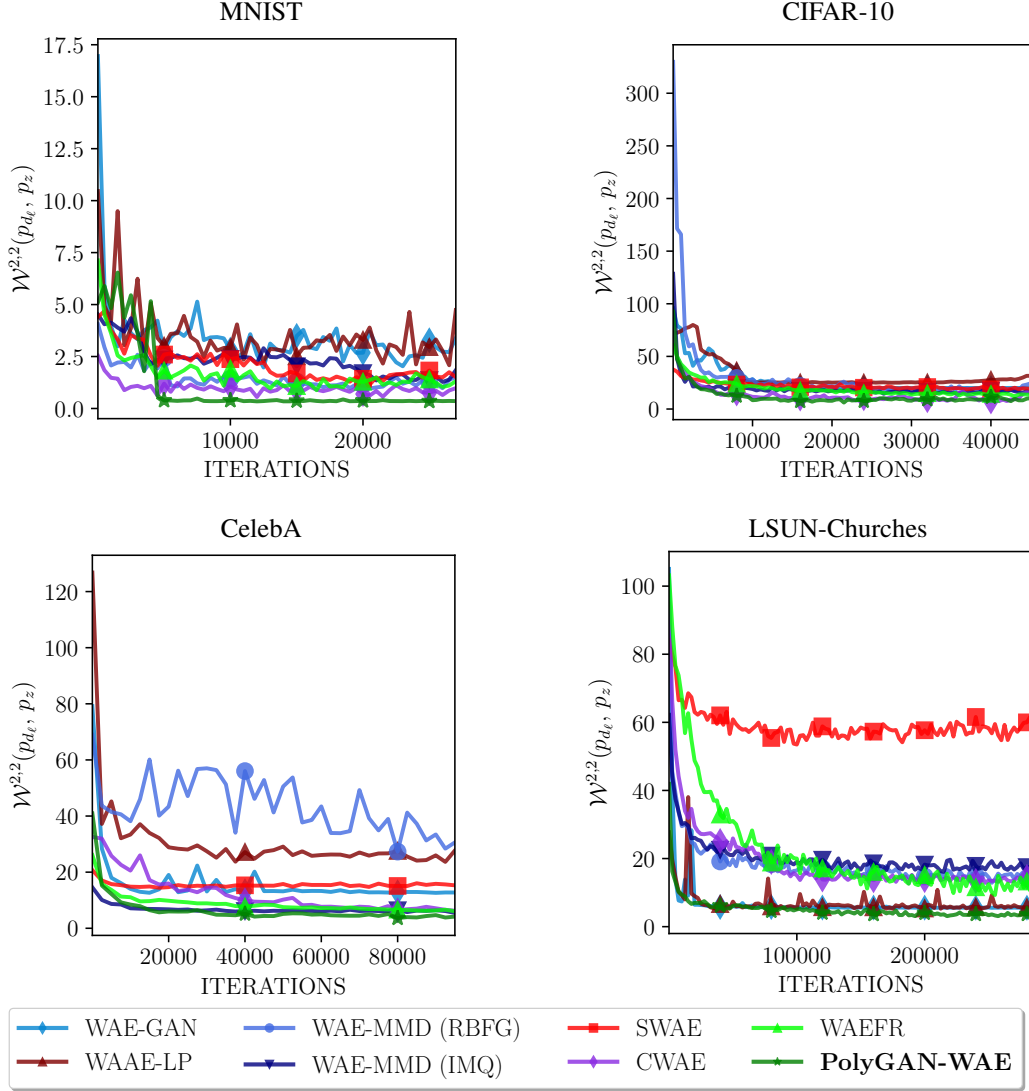 MNIST
CIFAR-10
17.5
15.0
12.5
10.0
7.5
5.0
2.5
0.0
𝒲²,²(p_{d_ℓ}, p_z)
10000 20000
ITERATIONS
300
250
200
150
100
50
0
𝒲²,²(p_{d_ℓ}, p_z)
10000 20000 30000 40000
ITERATIONS
CelebA
LSUN-Churches
120
100
80
60
40
20
0
𝒲²,²(p_{d_ℓ}, p_z)
20000 40000 60000 80000
ITERATIONS
100
80
60
40
20
0
𝒲²,²(p_{d_ℓ}, p_z)
100000 200000
ITERATIONS
WAE-GAN WAE-MMD (RBFG) SWAE WAEFR
WAAE-LP WAE-MMD (IMQ) CWAE PolyGAN-WAE